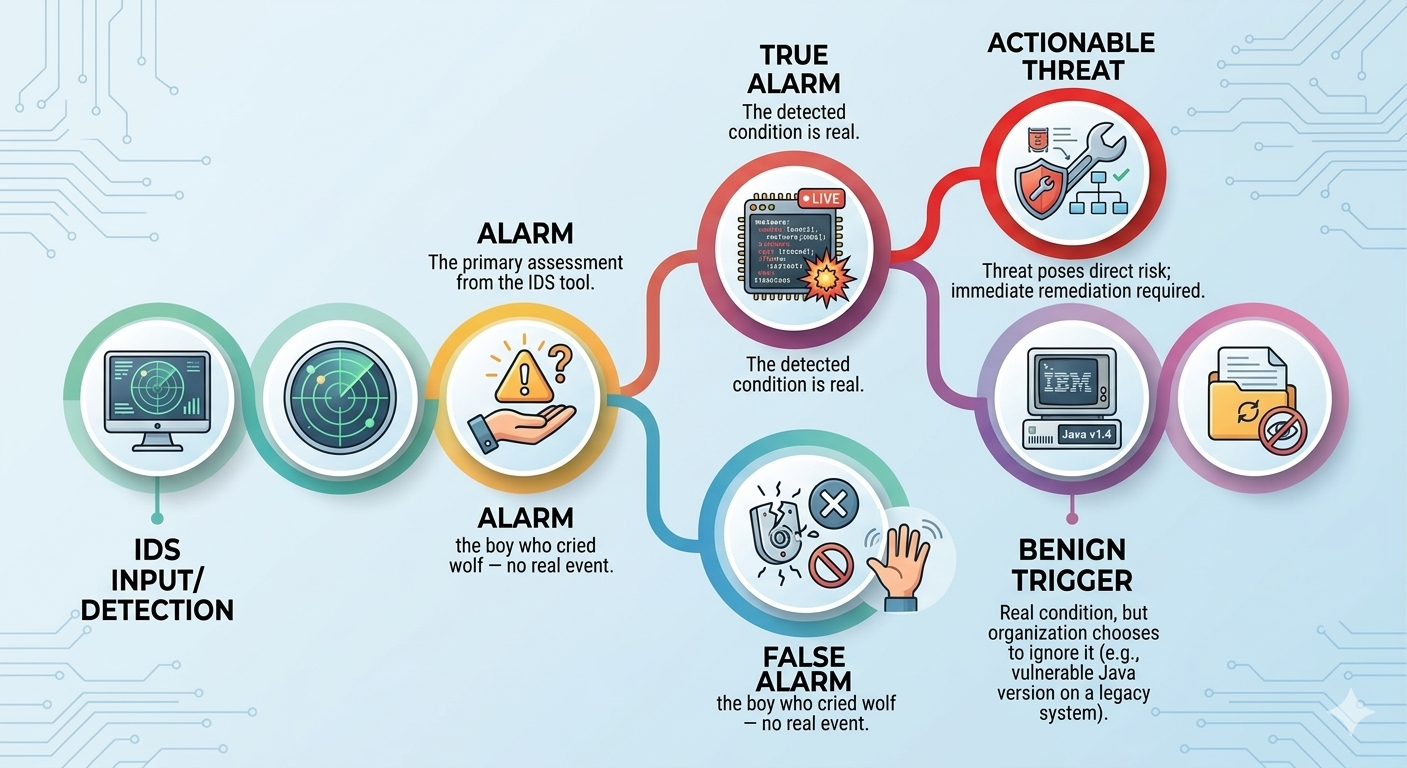 TRUE
ALARM
The detected
condition is real.
ACTIONABLE
THREAT
LIVE
ALARM
The primary assessment
from the IDS tool.
Threat poses direct risk;
immediate remediation required.
The detected
condition is real.
IBM
Java v1.4
ALARM
the boy who cried
wolf — no real event.
IDS
INPUT/
DETECTION
BENIGN
TRIGGER
Real condition, but
organization chooses
to ignore it (e.g.,
vulnerable Java
version on a legacy
system).
FALSE
ALARM
the boy who cried wolf
— no real event.